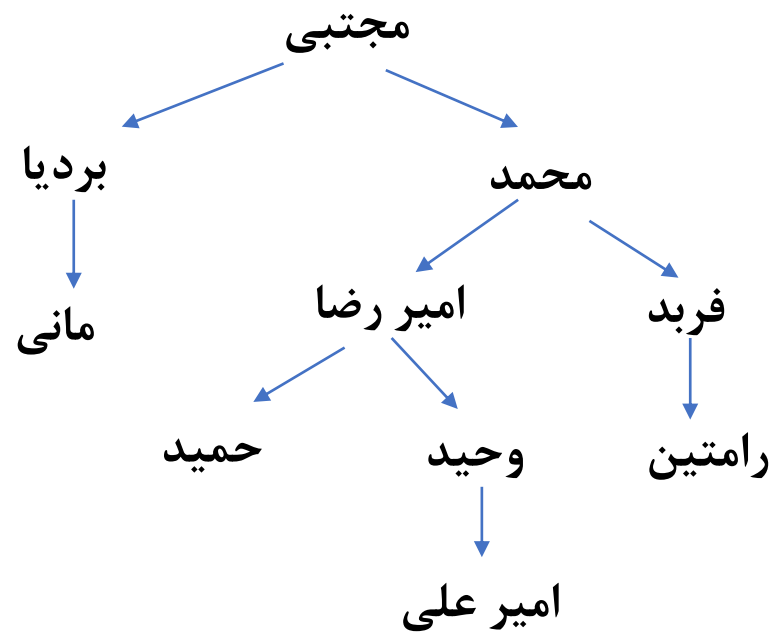 مجتبی
محمد
بردیا
فربد
امیر رضا
مانی
رامتین
وحید
حمید
امیر علی